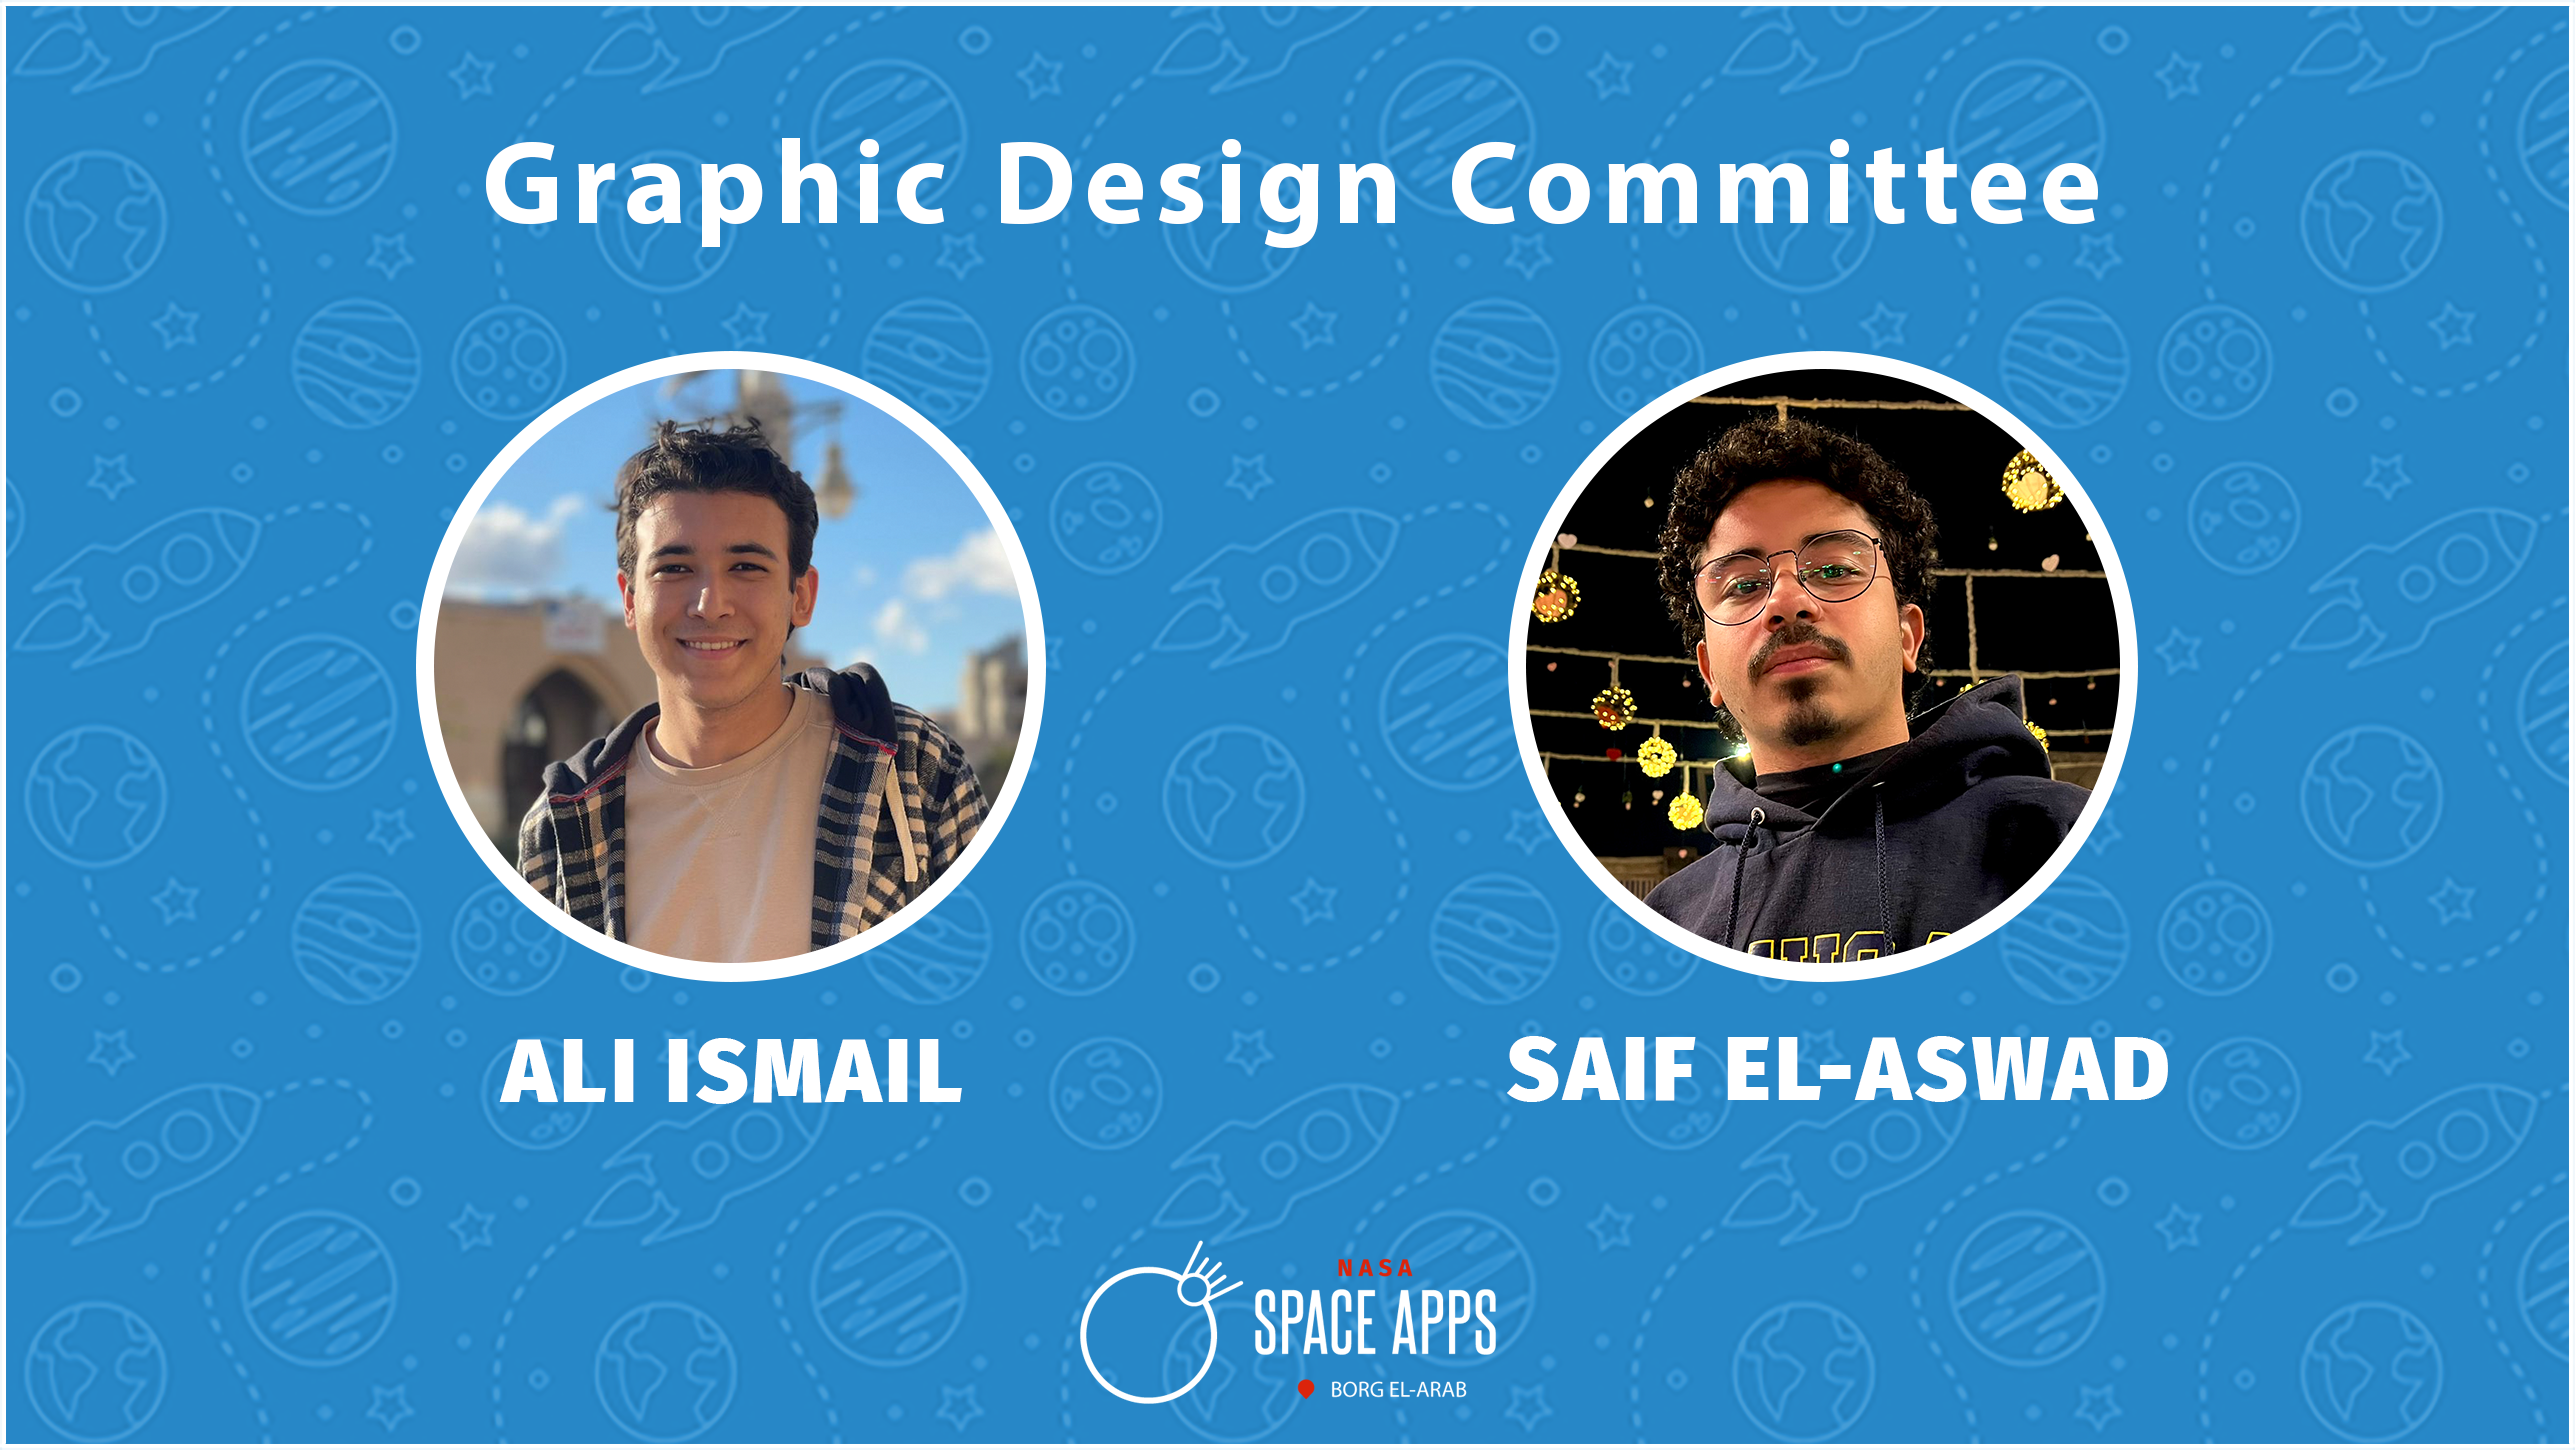 Graphic Design Committee
ALI ISMAIL
SAIF EL-ASWAD
NASA
SPACE APPS
BORG EL-ARAB